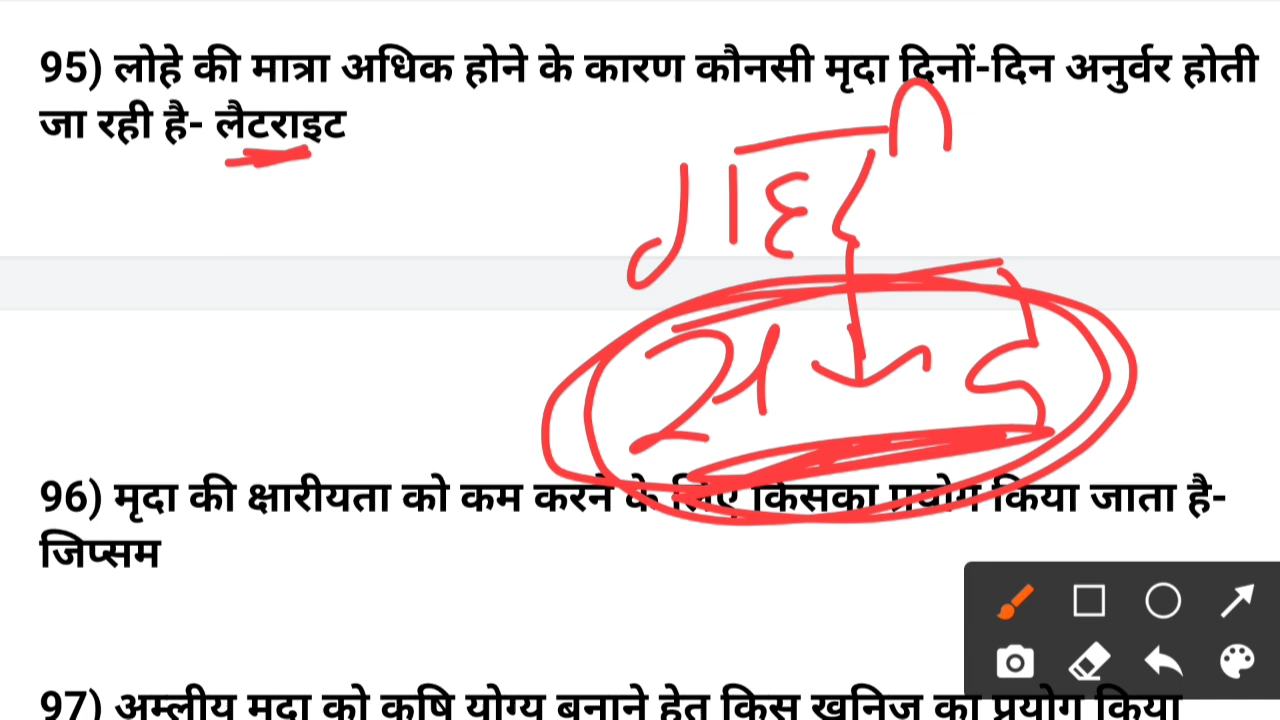 95) लोहे की मात्रा अधिक होने के कारण कौनसी मृदा दिनों-दिन अनुर्वर होती
जा रही है- लैटराइट
96) मृदा की क्षारीयता को कम करने के लिए किसका प्रयोग किया जाता है-
जिप्सम
97) अम्लीय मृदा को कृषि योग्य बनाने हेतु किस खनिज का प्रयोग किया